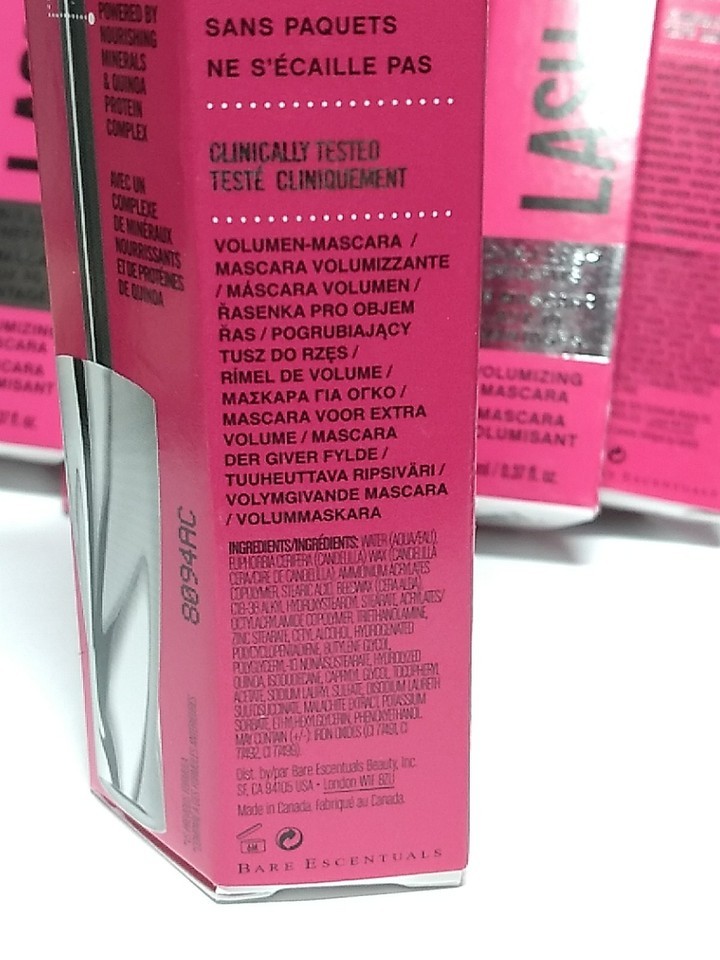 POWERED BY
NOURISHING
MINERALS
& QUINOA
PROTEIN
COMPLEX
AVEC UN
COMPLEXE
DE MINÉRAUX
NOURRISSANTS
ET DE PROTÉINES
DE QUINOA
8094AC
SANS PAQUETS
NE S'ÉCAILLE PAS
CLINICALLY TESTED
TESTÉ CLINIQUEMENT
VOLUMEN-MASCARA /
MASCARA VOLUMIZZANTE
/ MÁSCARA VOLUMEN /
ŘASENKA PRO OBJEM
ŘAS / POGRUBIAJĄCY
TUSZ DO RZĘS /
RÍMEL DE VOLUME /
ΜΑΣΚΑΡΑ ΓΙΑ ΟΓΚΟ /
MASCARA VOOR EXTRA
VOLUME / MASCARA
DER GIVER FYLDE /
TUUHEUTTAVA RIPSIVÄRI /
VOLYMGIVANDE MASCARA
/ VOLUMMASKARA
INGREDIENTS/INGRÉDIENTS: WATER (AQUA/EAU),
EUPHORBIA CERIFERA (CANDELILLA) WAX (CANDELILLA
CERA/CIRE DE CANDELILLA), AMMONIUM ACRYLATES
COPOLYMER, STEARIC ACID, BEESWAX (CERA ALBA),
C18-38 ALKYL HYDROXYSTEAROYL STEARATE, ACRYLATES/
OCTYLACRYLAMIDE COPOLYMER, TRIETHANOLAMINE,
ZINC STEARATE, CETYL ALCOHOL, HYDROGENATED
POLYCYCLOPENTADIENE, BUTYLENE GLYCOL,
POLYGLYCERYL-10 NONAISOSTEARATE, HYDROLYZED
QUINOA, ISODODECANE, CAPRYLYL GLYCOL, TOCOPHERYL
ACETATE, SODIUM LAURYL SULFATE, DISODIUM LAURETH
SULFOSUCCINATE, MALACHITE EXTRACT, POTASSIUM
SORBATE, ETHYLHEXYLGLYCERIN, PHENOXYETHANOL.
MAY CONTAIN (+/-): IRON OXIDES (CI 77491, CI
77492, CI 77499).
Dist. by/par Bare Escentuals Beauty, Inc.
SF, CA 94105 USA • London W1F 8ZU
Made in Canada. Fabriqué au Canada.
6M
BARE ESCENTUALS
LASH
VOLUMIZING
MASCARA
MASCARA
VOLUMISANT